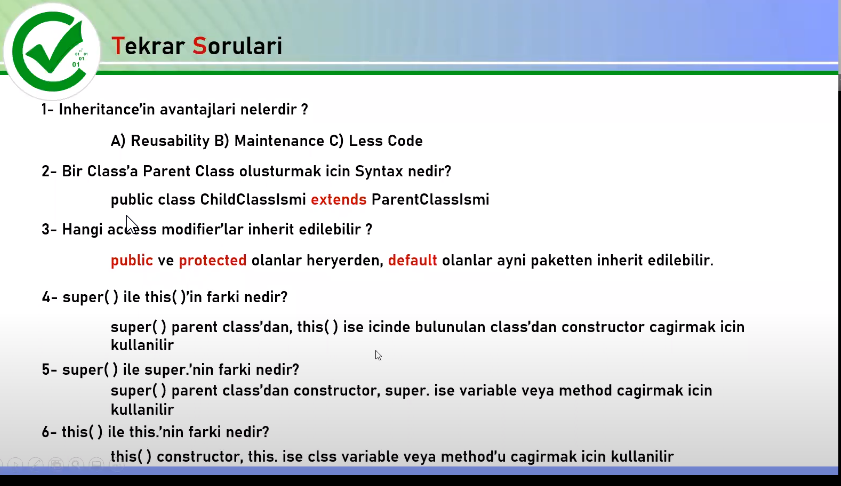 Tekrar Sorulari
01
1- Inheritance'in avantajlari nelerdir ?
A) Reusability B) Maintenance C) Less Code
2- Bir Class'a Parent Class olusturmak icin Syntax nedir?
public class ChildClassIsmi extends ParentClassIsmi
3- Hangi access modifier'lar inherit edilebilir ?
public ve protected olanlar heryerden, default olanlar ayni paketten inherit edilebilir.
4- super( ) ile this( )'in farki nedir?
super( ) parent class'dan, this( ) ise icinde bulunulan class'dan constructor cagirmak icin
kullanilir
5- super( ) ile super.'nin farki nedir?
super( ) parent class'dan constructor, super. ise variable veya method cagirmak icin
kullanilir
6- this( ) ile this.'nin farki nedir?
this( ) constructor, this. ise clss variable veya method'u cagirmak icin kullanilir